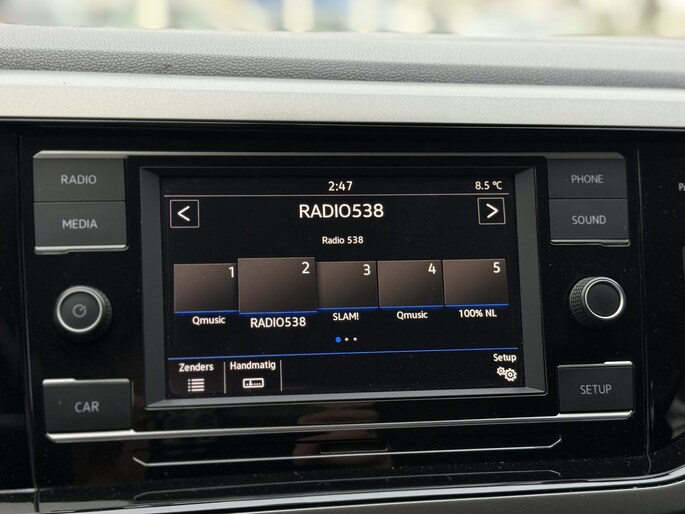 RADIO
MEDIA
CAR
2:47
8.5 °C
<
RADIO538
>
Radio 538
1
2
3
4
5
Qmusic
RADIO538
SLAM!
Qmusic
100% NL
Zenders
Handmatig
Setup
PHONE
SOUND
SETUP